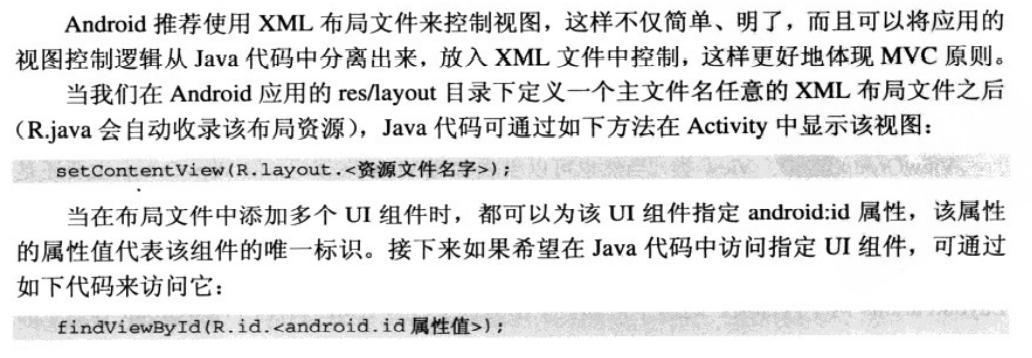 Android 推荐使用 XML 布局文件来控制视图，这样不仅简单、明了，而且可以将应用的
视图控制逻辑从 Java 代码中分离出来，放入 XML 文件中控制，这样更好地体现 MVC 原则。
当我们在 Android 应用的 res/layout 目录下定义一个主文件名任意的 XML 布局文件之后
（R.java 会自动收录该布局资源），Java 代码可通过如下方法在 Activity 中显示该视图：
setContentView(R.layout.<资源文件名字>);
当在布局文件中添加多个 UI 组件时，都可以为该 UI 组件指定 android:id 属性，该属性
的属性值代表该组件的唯一标识。接下来如果希望在 Java 代码中访问指定 UI 组件，可通过
如下代码来访问它：
findViewById(R.id.<android.id 属性值>);